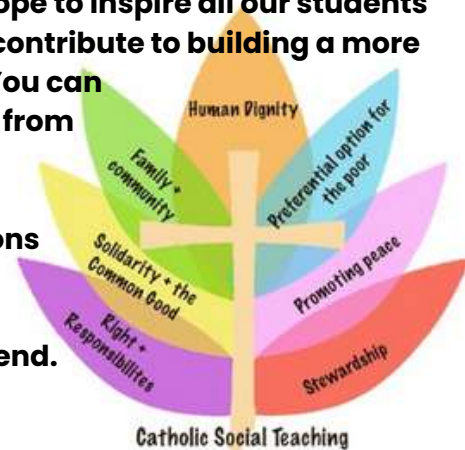 ope to inspire all our students
contribute to building a more
You can
from
ons
end.
Human Dignity
Family +
community
Preferential option for
the poor
Solidarity + the
Common Good
Promoting peace
Right +
Responsibilites
Stewardship
Catholic Social Teaching